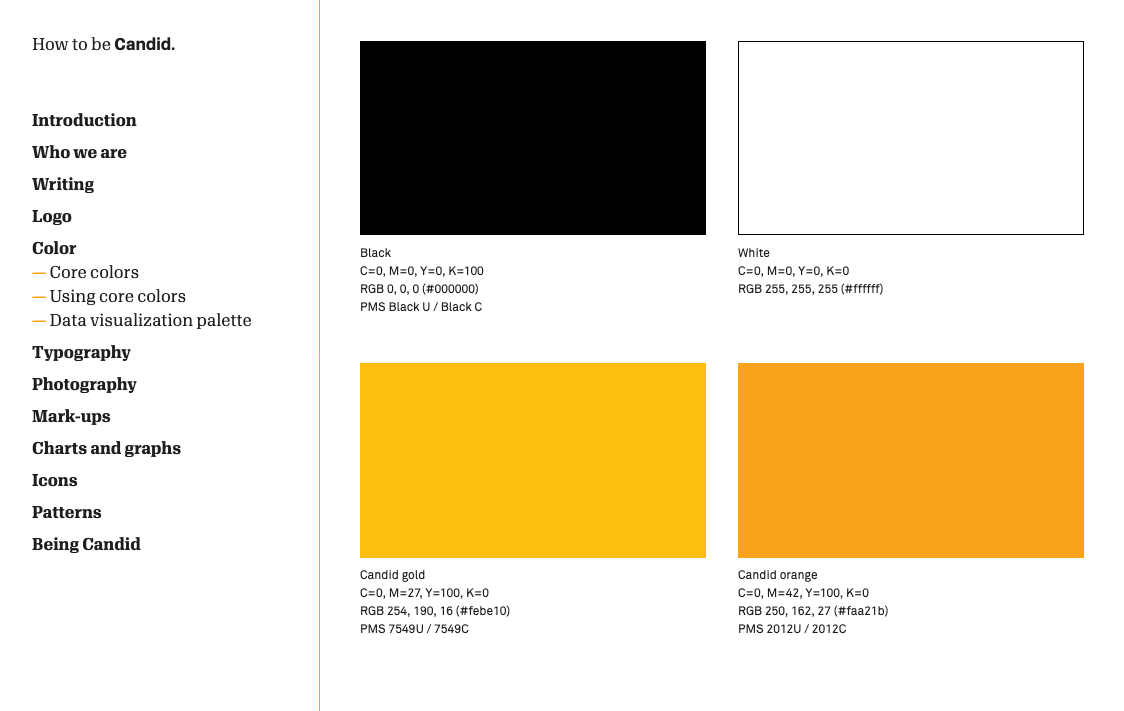 How to be Candid.
Introduction
Who we are
Writing
Logo
Color
— Core colors
— Using core colors
— Data visualization palette
Typography
Photography
Mark-ups
Charts and graphs
Icons
Patterns
Being Candid
Black
C=0, M=0, Y=0, K=100
RGB 0, 0, 0 (#000000)
PMS Black U / Black C
White
C=0, M=0, Y=0, K=0
RGB 255, 255, 255 (#ffffff)
Candid gold
C=0, M=27, Y=100, K=0
RGB 254, 190, 16 (#febe10)
PMS 7549U / 7549C
Candid orange
C=0, M=42, Y=100, K=0
RGB 250, 162, 27 (#faa21b)
PMS 2012U / 2012C